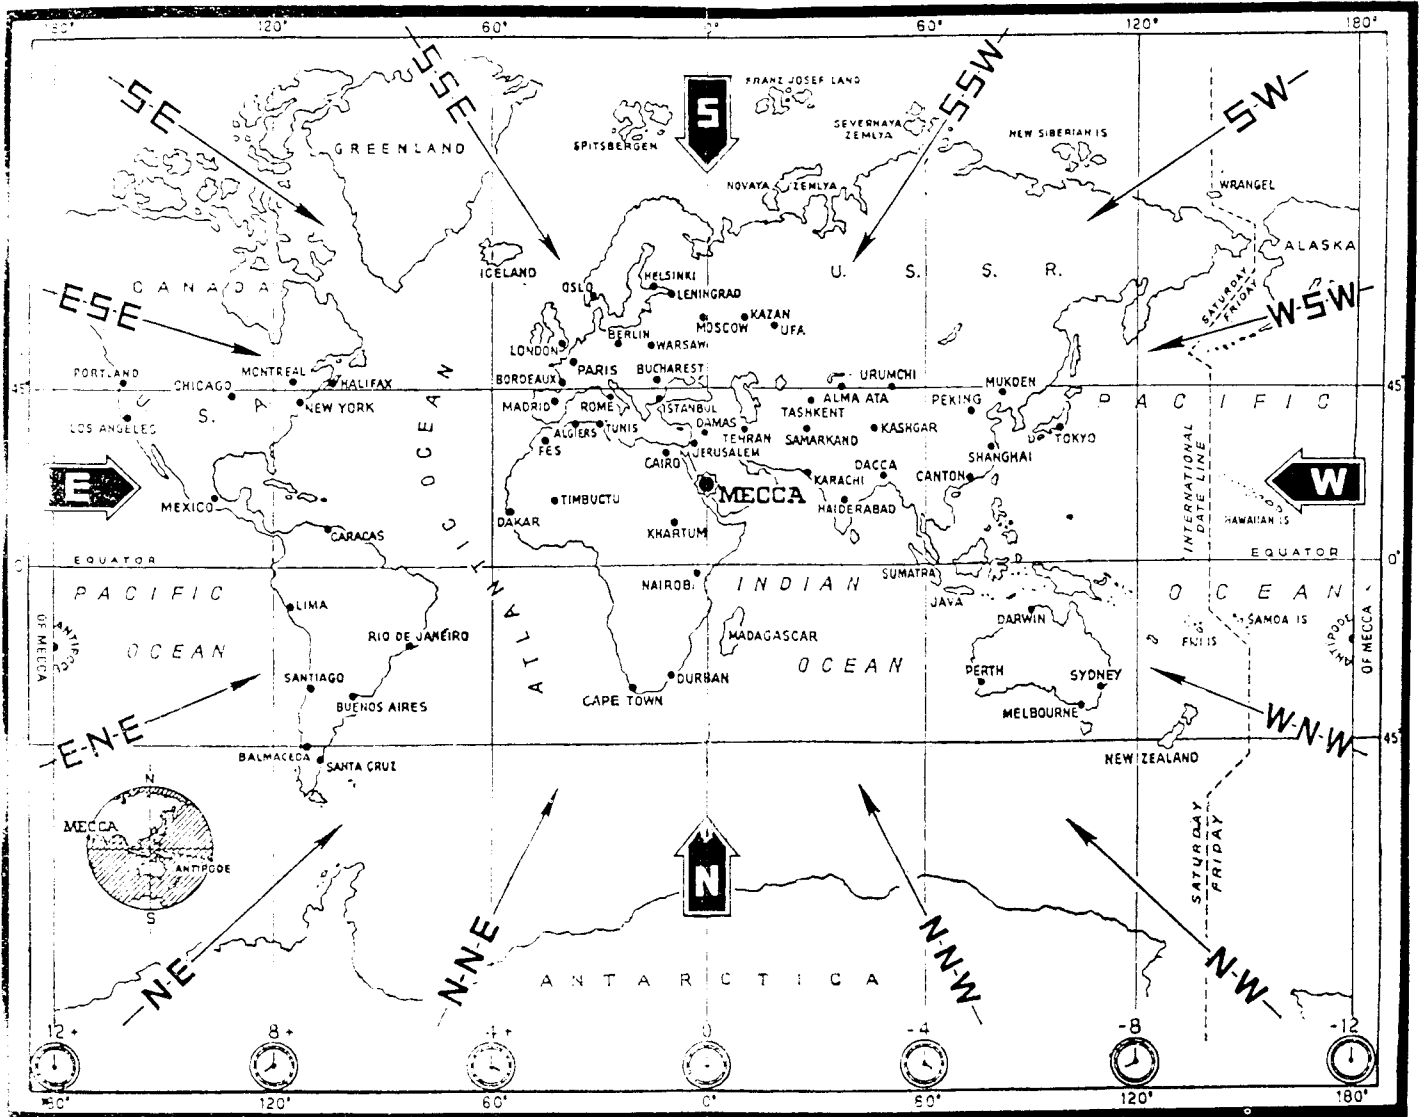 180° 120° 60° 0° 60° 120° 180°
S-E
S-S-E
S
S-S-W
S-W
FRANZ JOSEF LAND
SEVERNAYA
ZEMLYA
NEW SIBERIAN IS
SPITSBERGEN
GREENLAND
NOVAYA ZEMLYA
WRANGEL
ALASKA
ICELAND
U. S. S. R.
CANADA
HELSINKI
OSLO
LENINGRAD
SATURDAY
FRIDAY
E-S-E
W-S-W
MOSCOW
KAZAN
UFA
LONDON
BERLIN
WARSAW
PORTLAND
MONTREAL
PARIS
BUCHAREST
URUMCHI
MUKDEN
45°
CHICAGO
HALIFAX
BORDEAUX
ALMA ATA
45°
U. S. A.
NEW YORK
MADRID
ROME
ISTANBUL
TASHKENT
PEKING
PACIFIC
LOS ANGELES
ALGIERS
TUNIS
DAMAS
TEHRAN
SAMARKAND
KASHGAR
TOKYO
FES
JERUSALEM
SHANGHAI
CAIRO
KARACHI
DACCA
CANTON
E
MECCA
W
MEXICO
TIMBUCTU
HAIDERABAD
INTERNATIONAL
DATE LINE
HAWAIIAN IS
DAKAR
CARACAS
KHARTUM
ATLANTIC OCEAN
EQUATOR
EQUATOR
0°
0°
PACIFIC
NAIROBI
INDIAN
SUMATRA
OCEAN
JAVA
LIMA
DARWIN
SAMOA IS
ANTIPODE
OF MECCA
RIO DE JANEIRO
MADAGASCAR
FIJI IS
ANTIPODE
OF MECCA
OCEAN
OCEAN
SANTIAGO
DURBAN
PERTH
SYDNEY
BUENOS AIRES
CAPE TOWN
MELBOURNE
E-N-E
W-N-W
45°
BALMACEDA
SANTA CRUZ
NEW ZEALAND
N
MECCA
ANTIPODE
S
SATURDAY
FRIDAY
N
N-E
N-N-E
N-N-W
N-W
ANTARCTICA
12+ 8+ 4+ 0 -4 -8 -12
180° 120° 60° 0° 60° 120° 180°